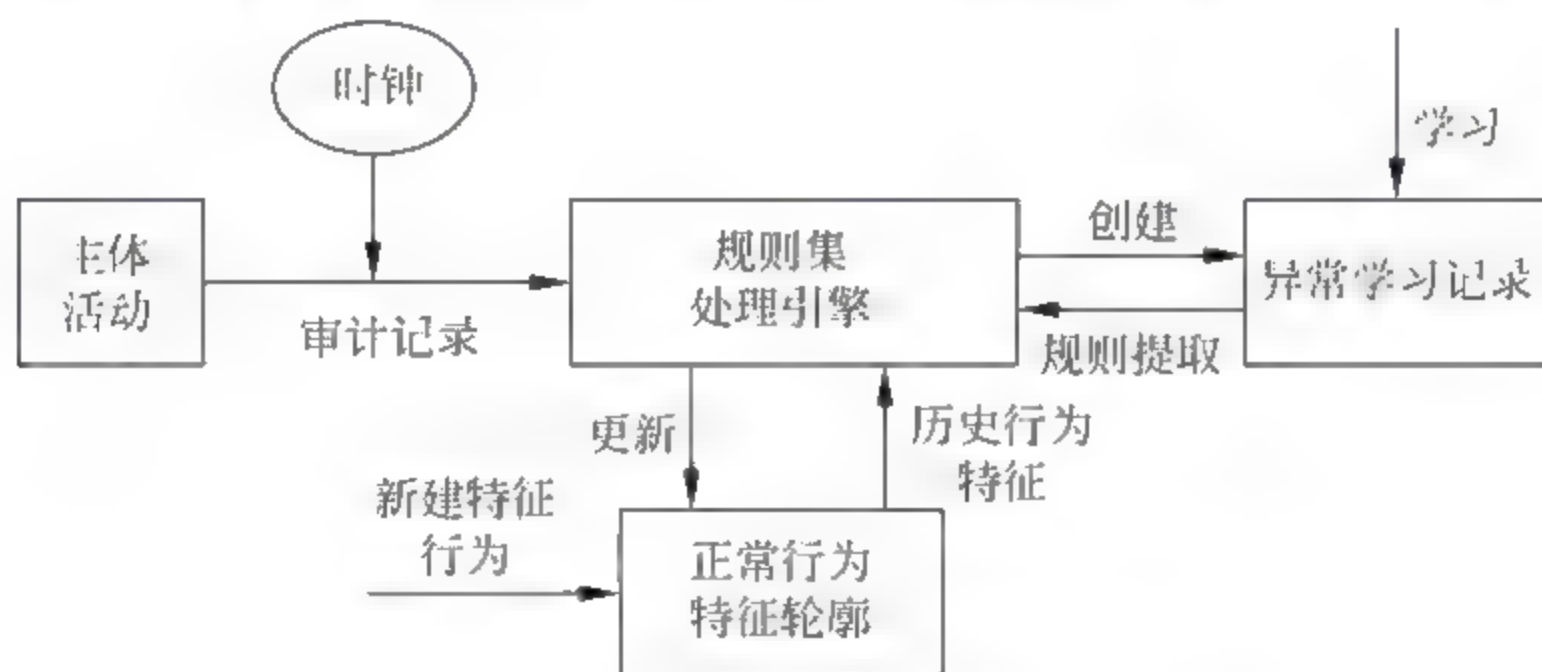 时钟
学习
主体
活动
审计记录
规则集
处理引擎
创建
规则提取
异常学习记录
更新
历史行为
特征
新建特征
行为
正常行为
特征轮廓